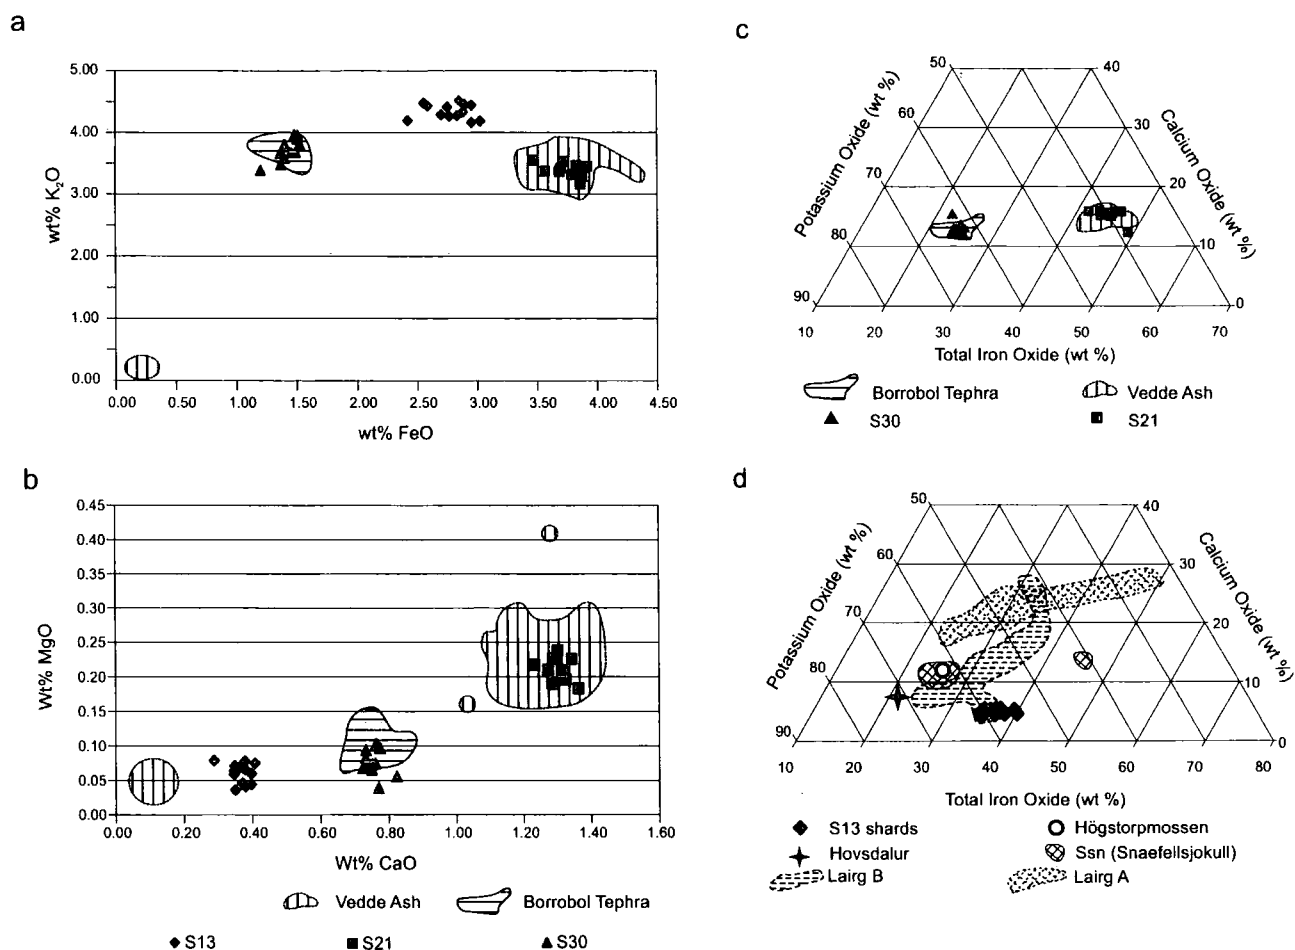 a
5.00
4.00
3.00
2.00
1.00
0.00
wt% K2O
0.00 0.50 1.00 1.50 2.00 2.50 3.00 3.50 4.00 4.50
wt% FeO
b
0.45
0.40
0.35
0.30
0.25
0.20
0.15
0.10
0.05
0.00
Wt% MgO
0.00 0.20 0.40 0.60 0.80 1.00 1.20 1.40 1.60
Wt% CaO
Vedde Ash Borrobol Tephra
S13 S21 S30
c
50 40
60 30
70 20
80 10
90 0
Potassium Oxide (wt %)
Calcium Oxide (wt %)
10 20 30 40 50 60 70
Total Iron Oxide (wt %)
Borrobol Tephra Vedde Ash
S30 S21
d
50 40
60 30
70 20
80 10
90 0
Potassium Oxide (wt %)
Calcium Oxide (wt %)
10 20 30 40 50 60 70 80
Total Iron Oxide (wt %)
S13 shards Högstorpmossen
Hovsdalur Ssn (Snaefellsjokull)
Lairg B Lairg A